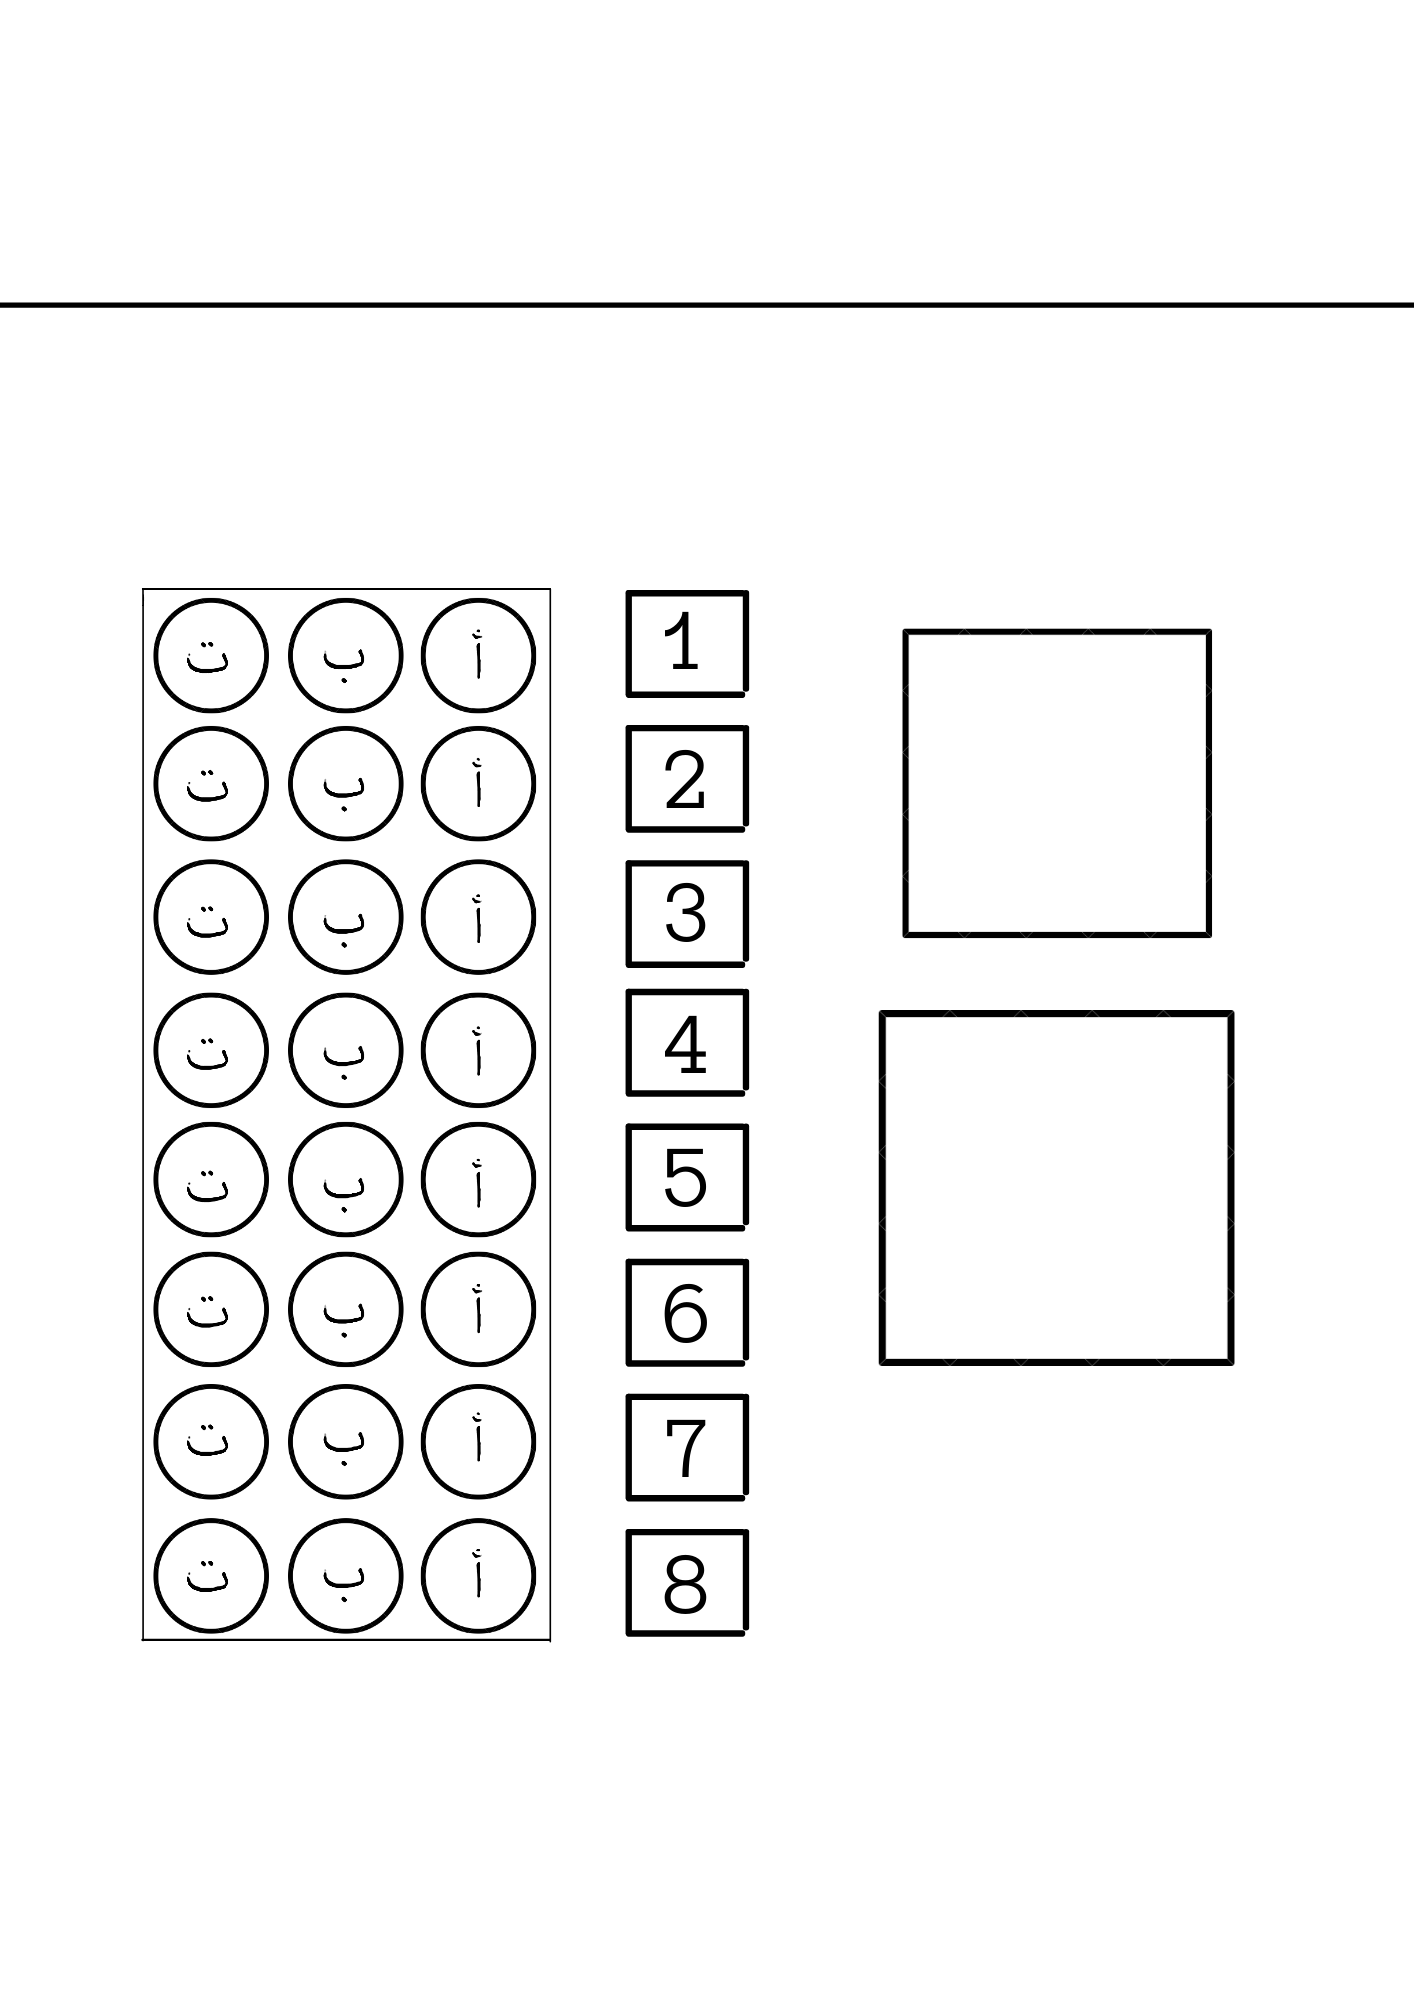 أ ب ت 1
أ ب ت 2
أ ب ت 3
أ ب ت 4
أ ب ت 5
أ ب ت 6
أ ب ت 7
أ ب ت 8